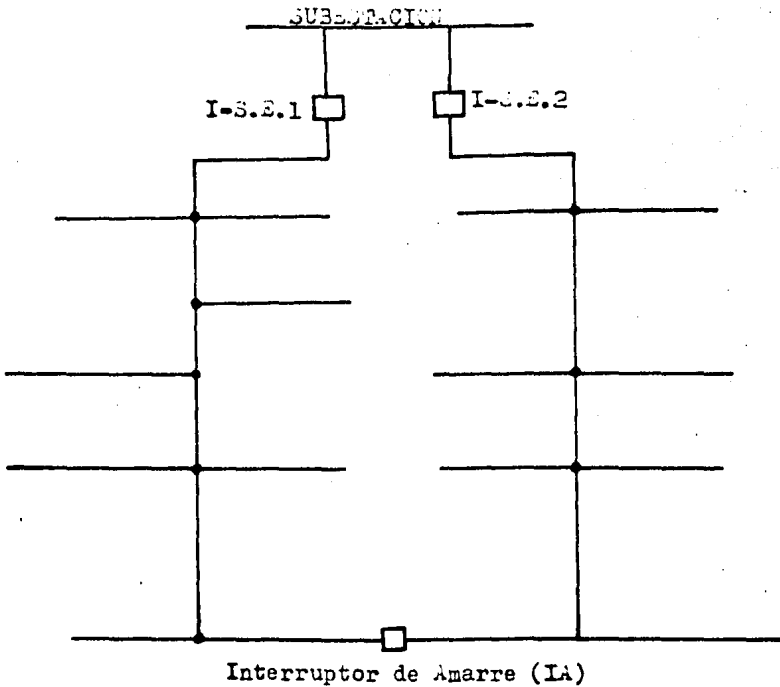 SUBESTACION
I-S.E.1
I-S.E.2
Interruptor de Amarre (IA)